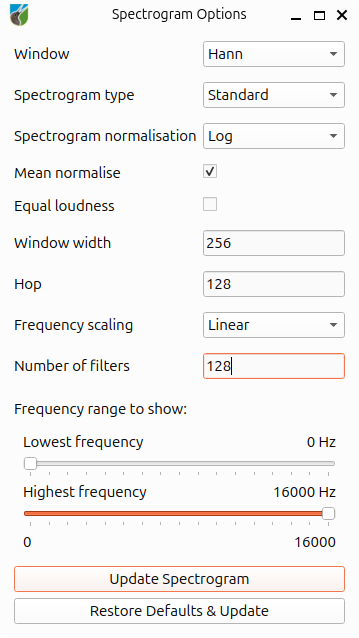 Spectrogram Options
Window Hann
Spectrogram type Standard
Spectrogram normalisation Log
Mean normalise
Equal loudness
Window width 256
Hop 128
Frequency scaling Linear
Number of filters 128
Frequency range to show:
Lowest frequency 0 Hz
Highest frequency 16000 Hz
0 16000
Update Spectrogram
Restore Defaults & Update